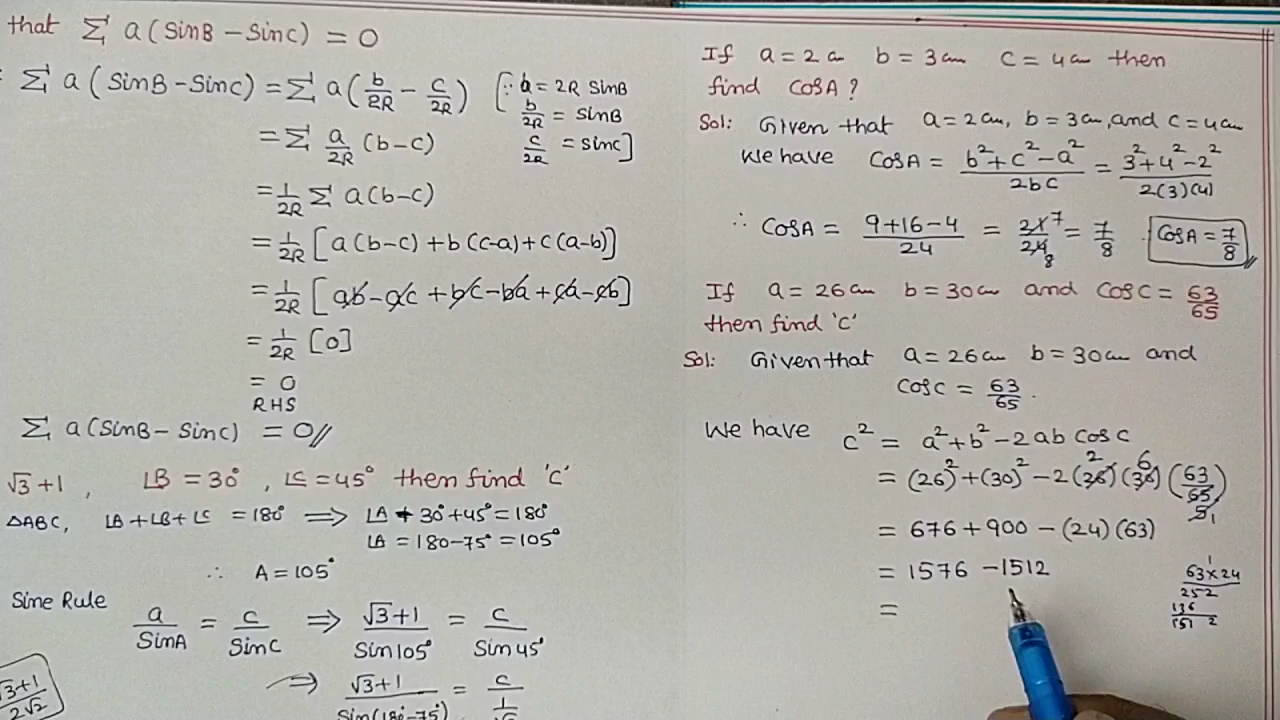 that Σ a(SinB - SinC) = 0
Σ a(SinB - SinC) = Σ a(b/2R - c/2R) [∵ b = 2R SinB
b/2R = SinB
= Σ a/2R (b-c)
c/2R = SinC]
= 1/2R Σ a(b-c)
= 1/2R [a(b-c) + b(c-a) + c(a-b)]
= 1/2R [ab - ac + bc - ba + ca - cb]
= 1/2R [0]
= 0
RHS
Σ a(SinB - SinC) = 0//
√3+1, ∠B = 30°, ∠C = 45° then find 'c'
ΔABC, ∠A + ∠B + ∠C = 180° ⟹ ∠A + 30° + 45° = 180°
∠A = 180 - 75° = 105°
∴ A = 105°
Sine Rule
a/SinA = c/SinC ⟹ √3+1/Sin105° = c/Sin45°
⟹ √3+1/Sin(180°-75°) = c/
√3+1/2√2
If a = 2cm b = 3cm c = 4cm then
find CosA?
Sol: Given that a = 2cm, b = 3cm, and c = 4cm
We have CosA = b²+c²-a²/2bc = 3²+4²-2²/2(3)(4)
∴ CosA = 9+16-4/24 = 21 7/24 8 = 7/8 CosA = 7/8
If a = 26cm b = 30cm and CosC = 63/65
then find 'c'
Sol: Given that a = 26cm b = 30cm and
CosC = 63/65.
We have c² = a²+b²-2ab cosc
= (26)²+(30)²-2(26)(30)(63/65)
= 676+900-(24)(63)
= 1576 -1512
=
63×24
252
1512